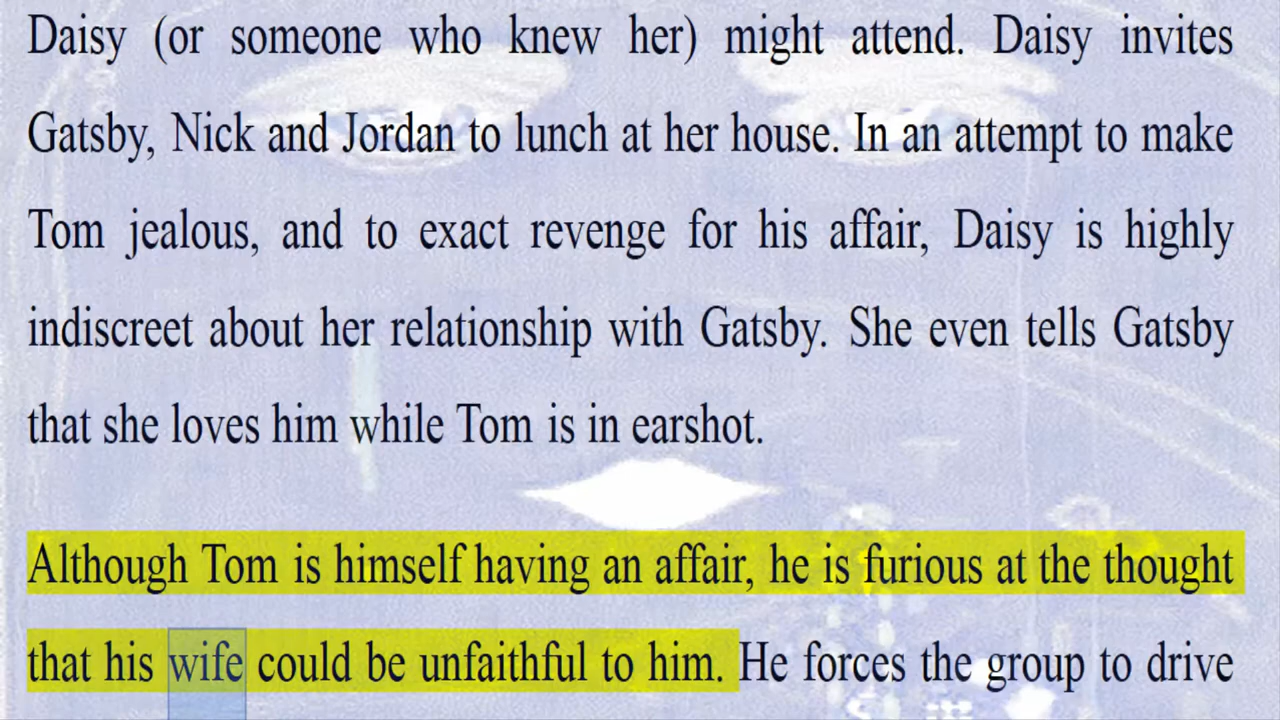 Daisy (or someone who knew her) might attend. Daisy invites
Gatsby, Nick and Jordan to lunch at her house. In an attempt to make
Tom jealous, and to exact revenge for his affair, Daisy is highly
indiscreet about her relationship with Gatsby. She even tells Gatsby
that she loves him while Tom is in earshot.
Although Tom is himself having an affair, he is furious at the thought
that his wife could be unfaithful to him. He forces the group to drive